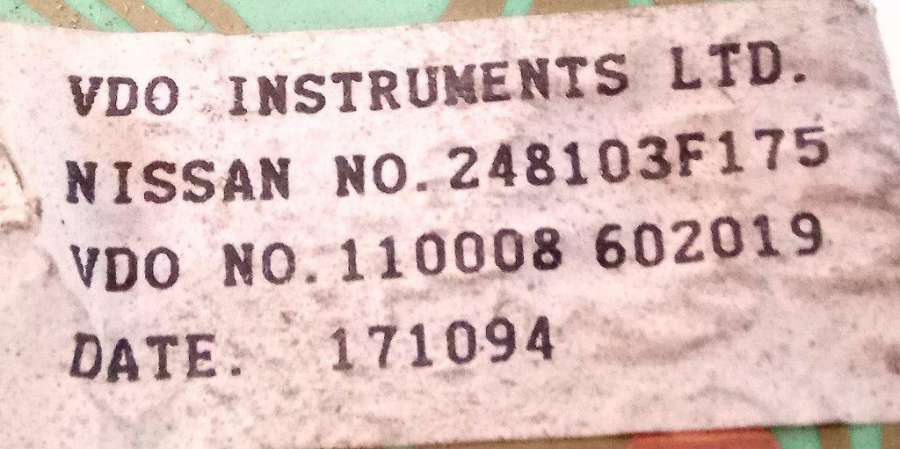 VDO INSTRUMENTS LTD.
NISSAN NO.248103F175
VDO NO.110008 602019
DATE. 171094